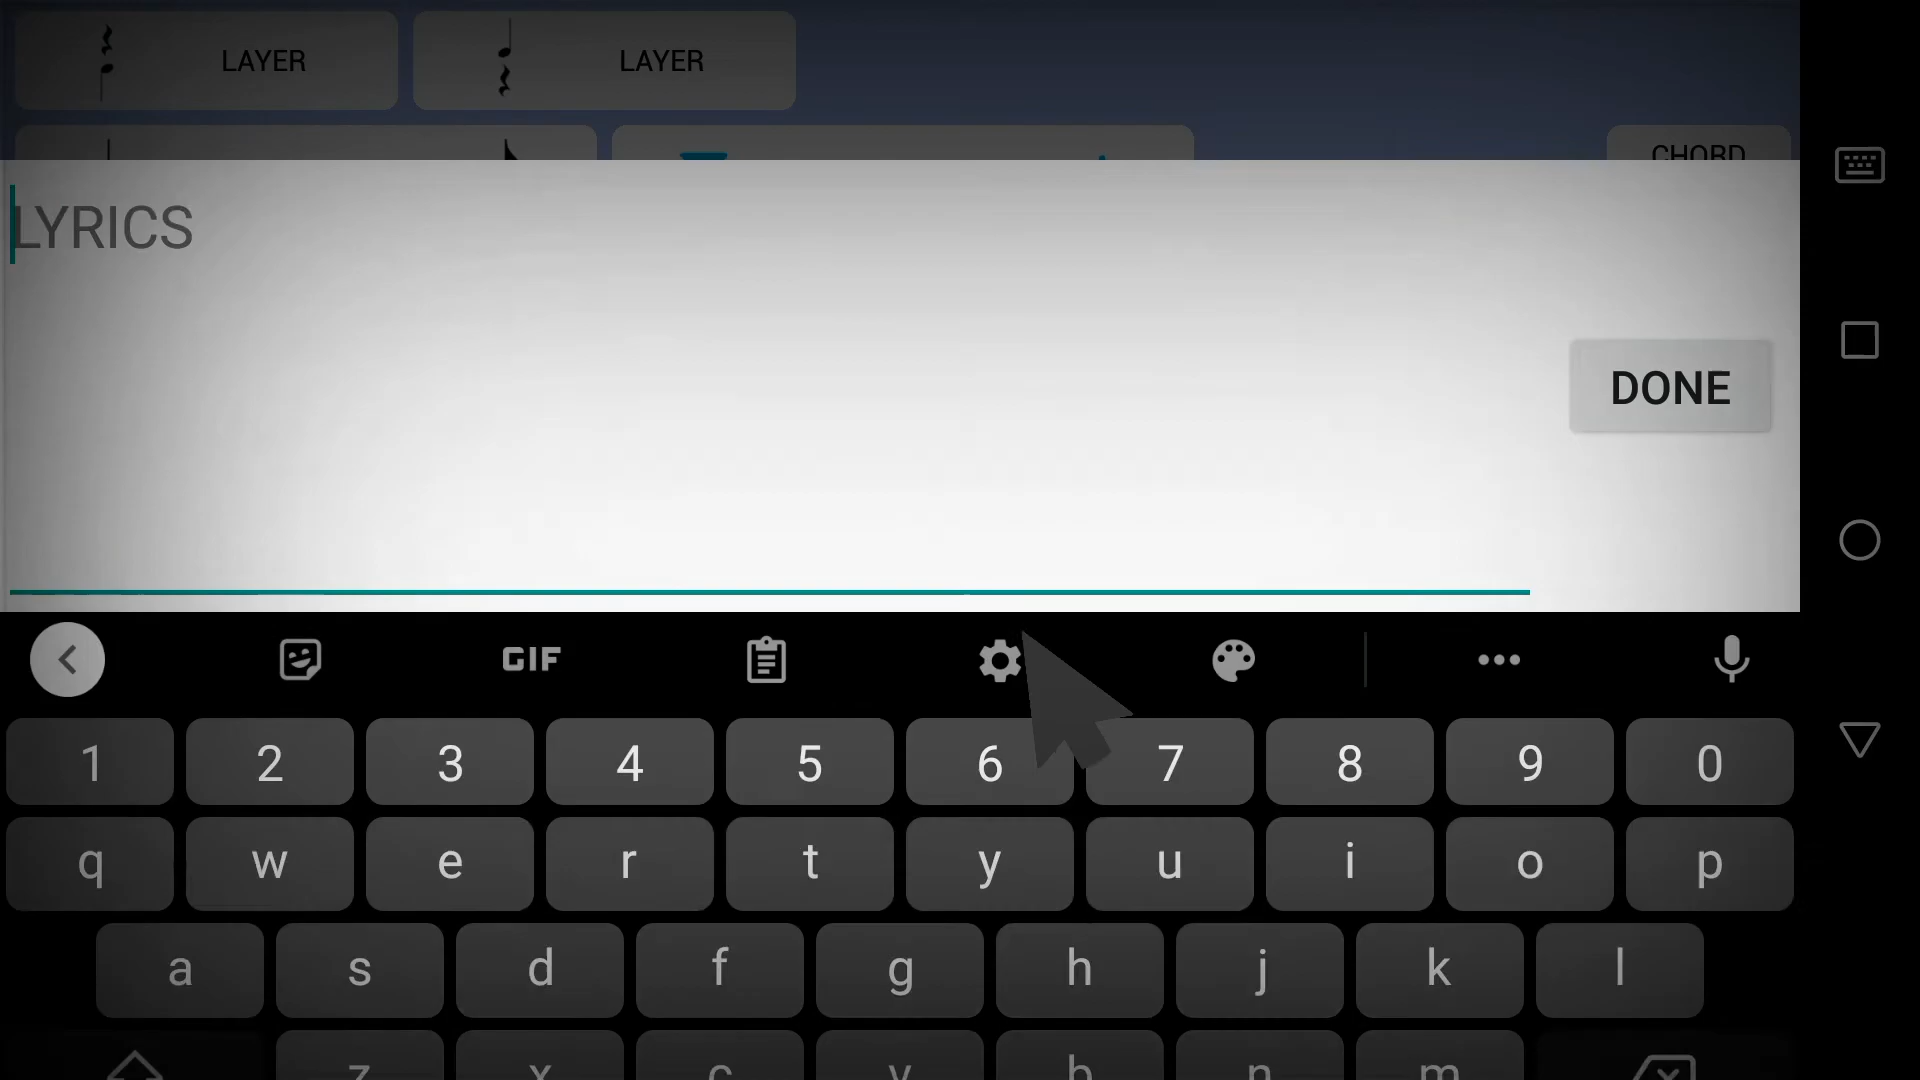 LAYER LAYER
CHORD
LYRICS
DONE
GIF
1 2 3 4 5 6 7 8 9 0
q w e r t y u i o p
a s d f g h j k l
z x c v b n m